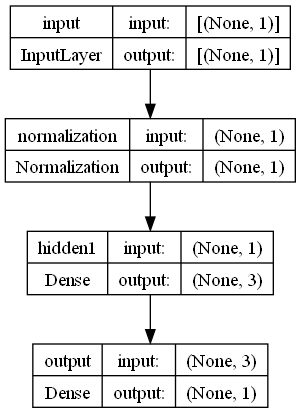 input input: [(None, 1)]
InputLayer output: [(None, 1)]
normalization input: (None, 1)
Normalization output: (None, 1)
hidden1 input: (None, 1)
Dense output: (None, 3)
output input: (None, 3)
Dense output: (None, 1)